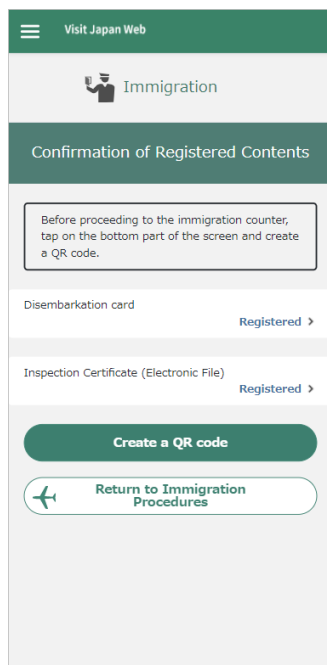 Visit Japan Web
Immigration
Confirmation of Registered Contents
Before proceeding to the immigration counter,
tap on the bottom part of the screen and create
a QR code.
Disembarkation card
Registered >
Inspection Certificate (Electronic File)
Registered >
Create a QR code
Return to Immigration
Procedures